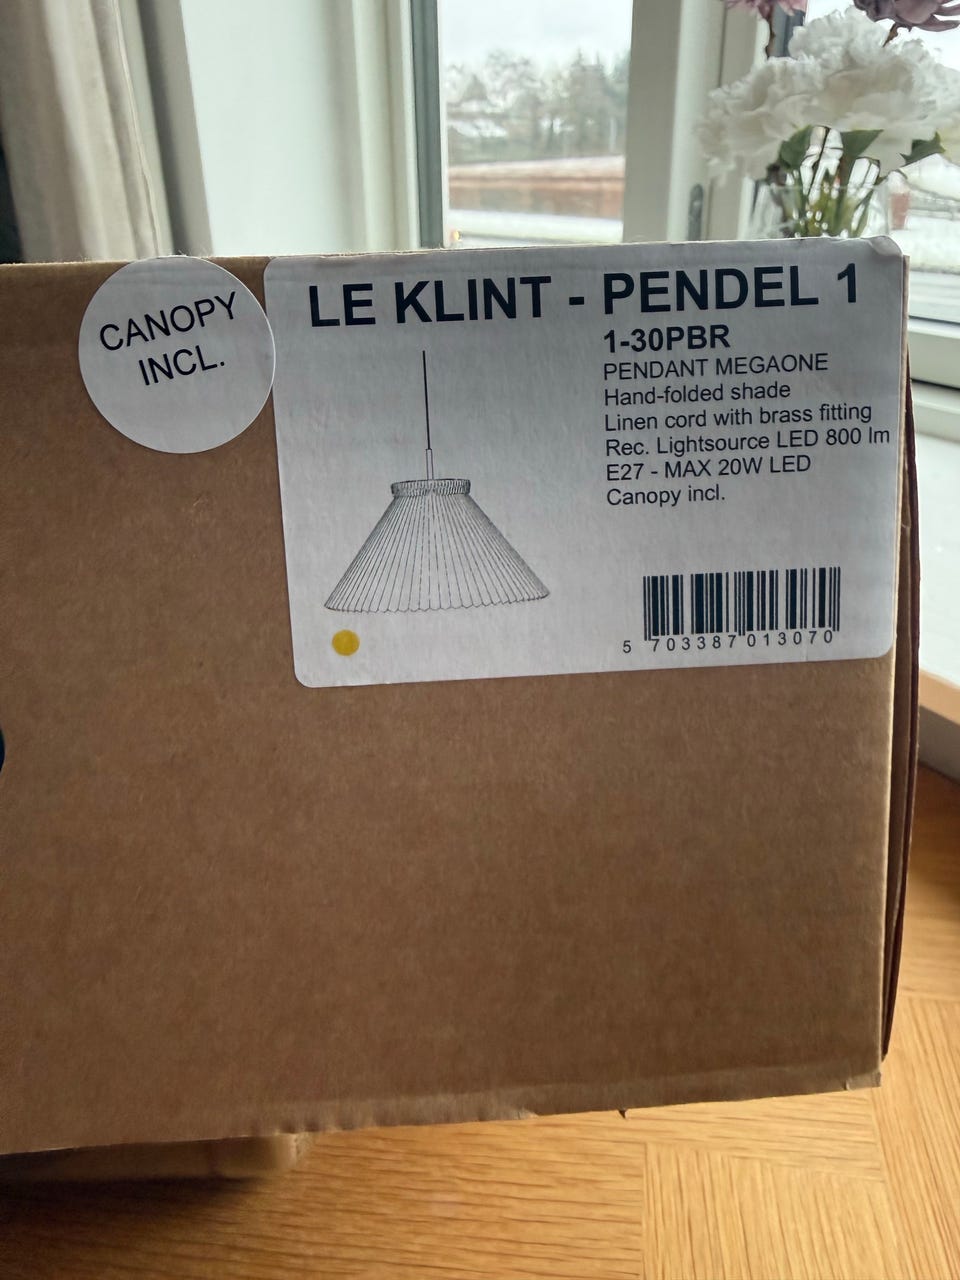 CANOPY
INCL.
LE KLINT - PENDEL 1
1-30PBR
PENDANT MEGAONE
Hand-folded shade
Linen cord with brass fitting
Rec. Lightsource LED 800 lm
E27 - MAX 20W LED
Canopy incl.
5 703387 013070